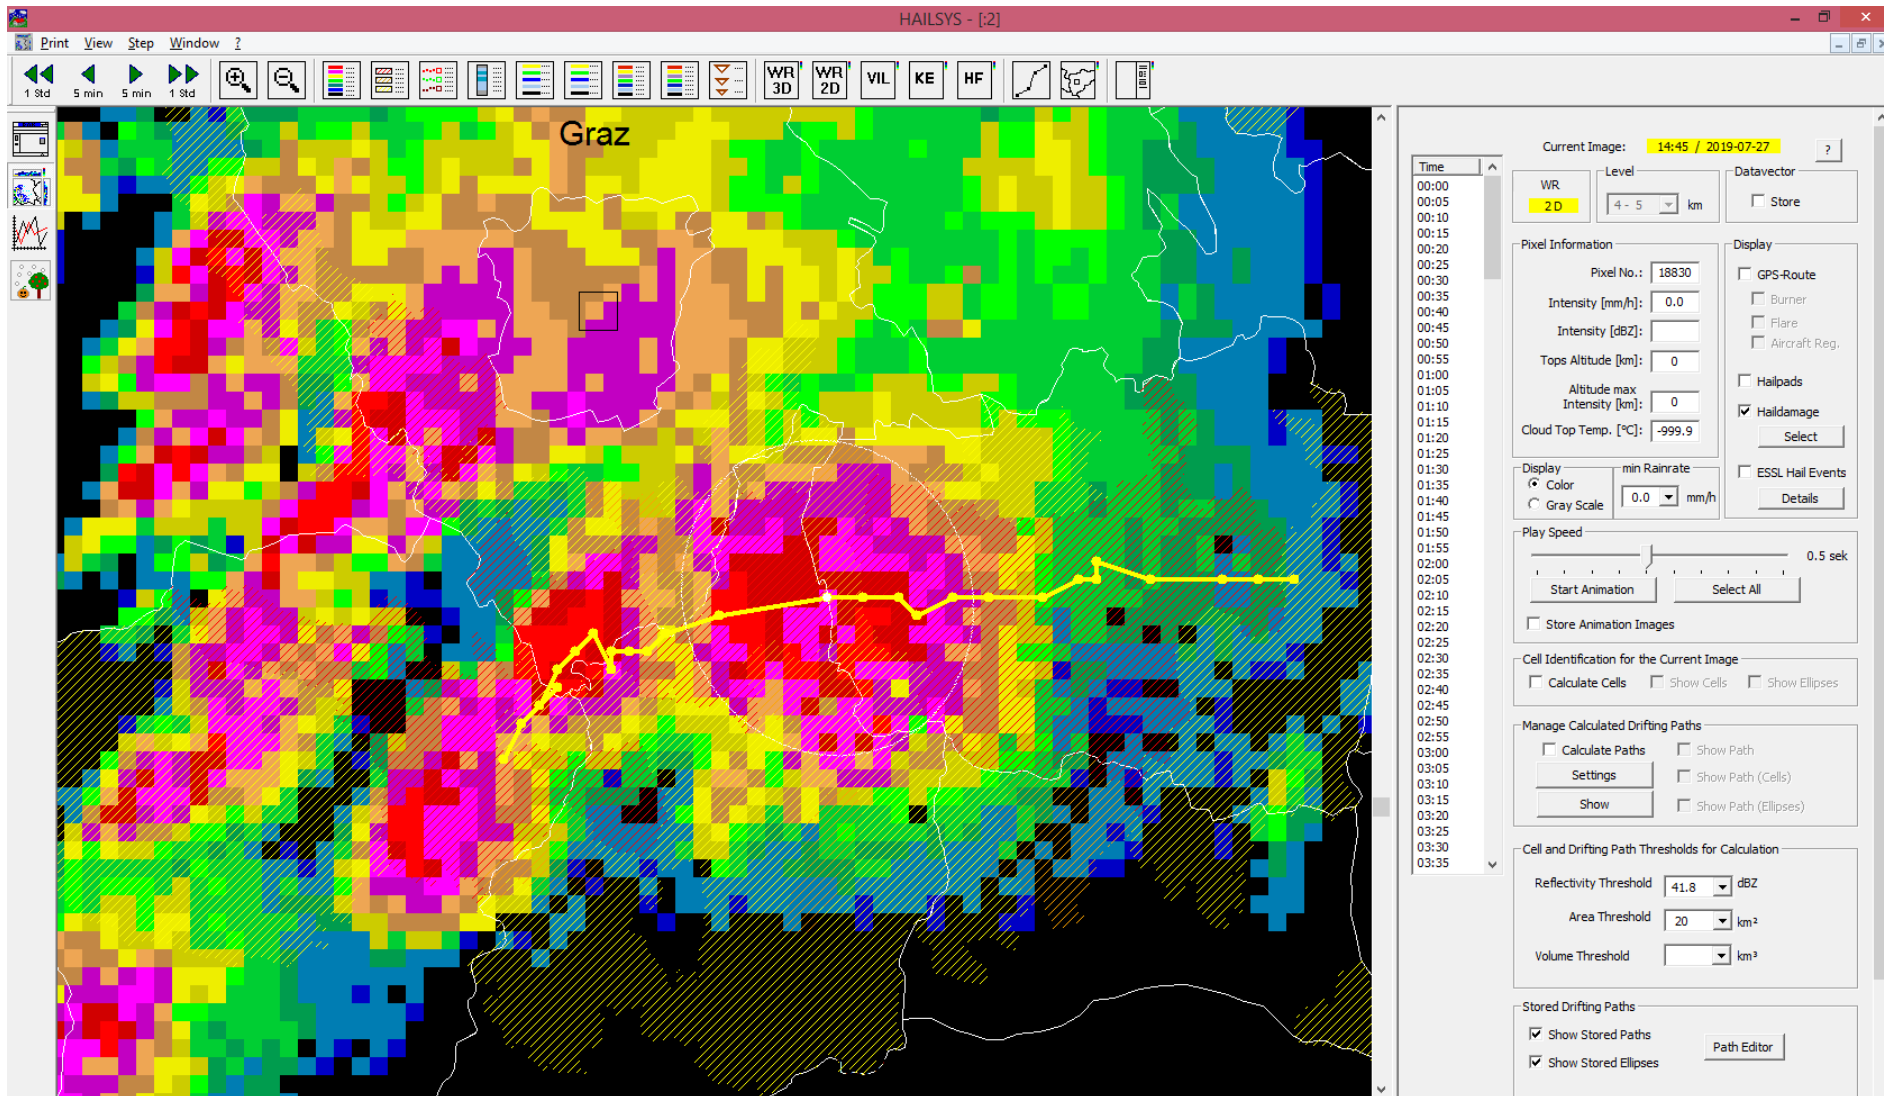 HAILSYS - [:2]
Print View Step Window ?
1 Std 5 min 5 min 1 Std
WR 3D WR 2D VIL KE HF
Graz
Current Image: 14:45 / 2019-07-27 ?
Time
00:00
00:05
00:10
00:15
00:20
00:25
00:30
00:35
00:40
00:45
00:50
00:55
01:00
01:05
01:10
01:15
01:20
01:25
01:30
01:35
01:40
01:45
01:50
01:55
02:00
02:05
02:10
02:15
02:20
02:25
02:30
02:35
02:40
02:45
02:50
02:55
03:00
03:05
03:10
03:15
03:20
03:25
03:30
03:35
WR
2D
Level
4 - 5 km
Datavector
Store
Pixel Information
Pixel No.: 18830
Intensity [mm/h]: 0.0
Intensity [dBZ]:
Tops Altitude [km]: 0
Altitude max
Intensity [km]: 0
Cloud Top Temp. [ºC]: -999.9
Display
GPS-Route
Burner
Flare
Aircraft Reg.
Hailpads
Haildamage
Select
ESSL Hail Events
Details
Display
Color
Gray Scale
min Rainrate
0.0 mm/h
Play Speed
0.5 sek
Start Animation Select All
Store Animation Images
Cell Identification for the Current Image
Calculate Cells Show Cells Show Ellipses
Manage Calculated Drifting Paths
Calculate Paths Show Path
Settings Show Path (Cells)
Show Show Path (Ellipses)
Cell and Drifting Path Thresholds for Calculation
Reflectivity Threshold 41.8 dBZ
Area Threshold 20 km²
Volume Threshold km³
Stored Drifting Paths
Show Stored Paths
Path Editor
Show Stored Ellipses